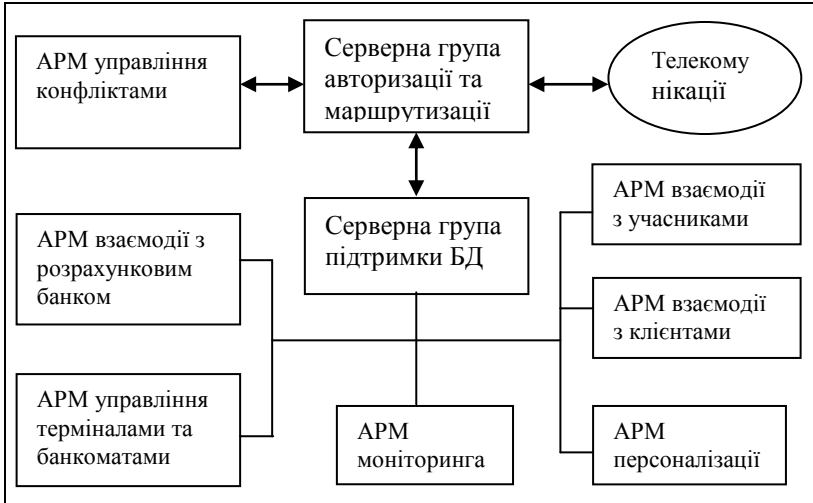 АРМ управління
конфліктами
Серверна група
авторизації та
маршрутизації
Телекому
нікації
АРМ взаємодії з
розрахунковим
банком
Серверна група
підтримки БД
АРМ взаємодії
з учасниками
АРМ взаємодії
з клієнтами
АРМ управління
терміналами та
банкоматами
АРМ
моніторинга
АРМ
персоналізації